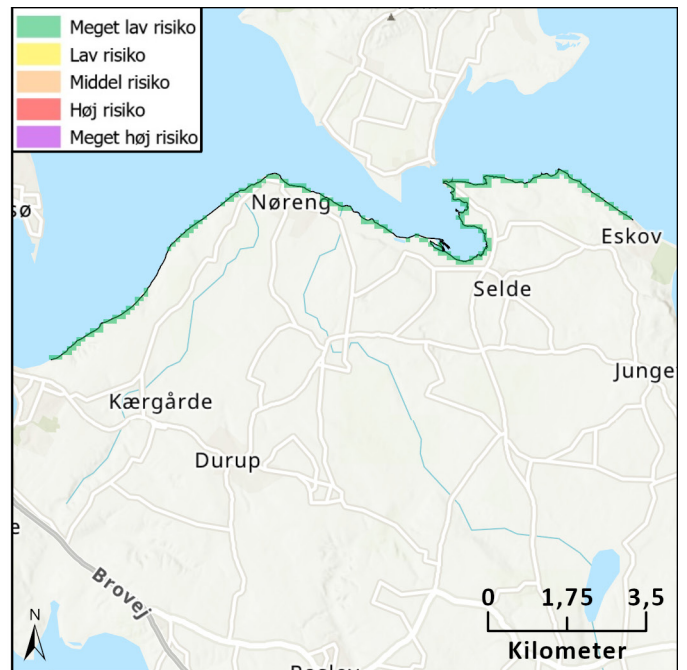 Meget lav risiko
Lav risiko
Middel risiko
Høj risiko
Meget høj risiko
sø
Nøreng
Eskov
Selde
Junge
Kærgårde
Durup
e
Brovej
N
0 1,75 3,5
Kilometer